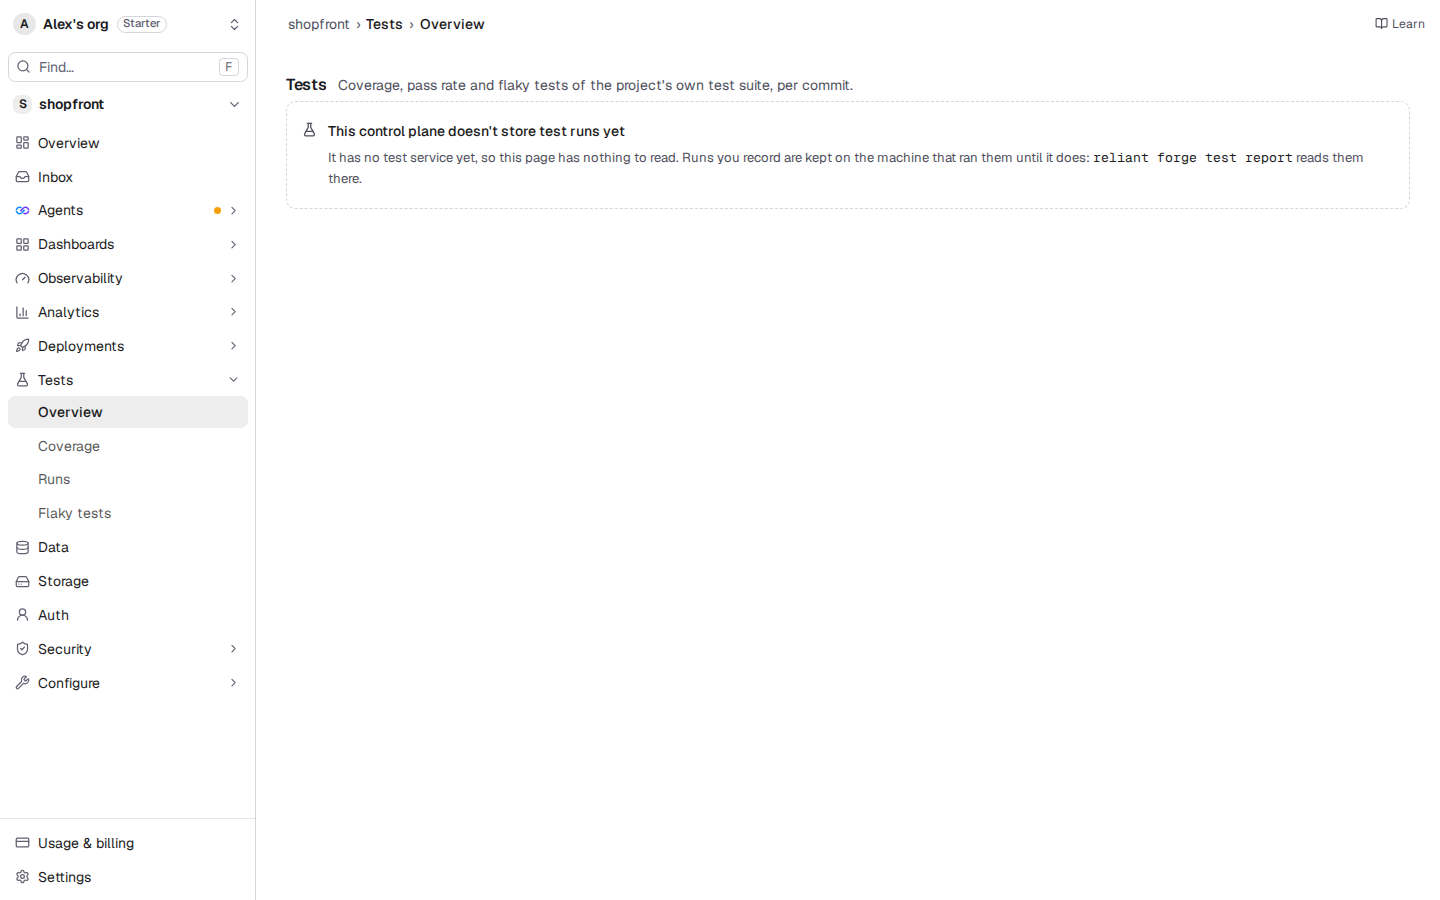 A Alex's org Starter
Find... F
S shopfront
Overview
Inbox
Agents
Dashboards
Observability
Analytics
Deployments
Tests
Overview
Coverage
Runs
Flaky tests
Data
Storage
Auth
Security
Configure
Usage & billing
Settings
shopfront › Tests › Overview
Learn
Tests Coverage, pass rate and flaky tests of the project's own test suite, per commit.
This control plane doesn't store test runs yet
It has no test service yet, so this page has nothing to read. Runs you record are kept on the machine that ran them until it does: reliant forge test report reads them
there.